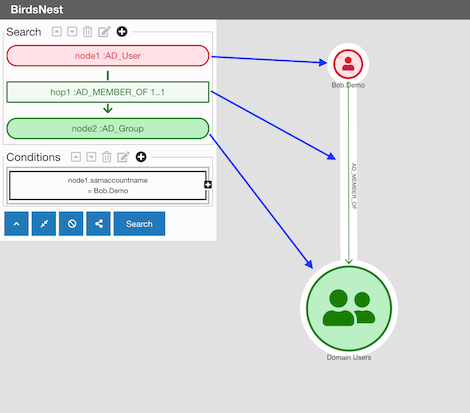 BirdsNest
Search
node1 :AD_User
hop1 :AD_MEMBER_OF 1..1
node2 :AD_Group
Conditions
node1.samaccountname
= Bob.Demo
Search
Bob.Demo
AD_MEMBER_OF
Domain Users